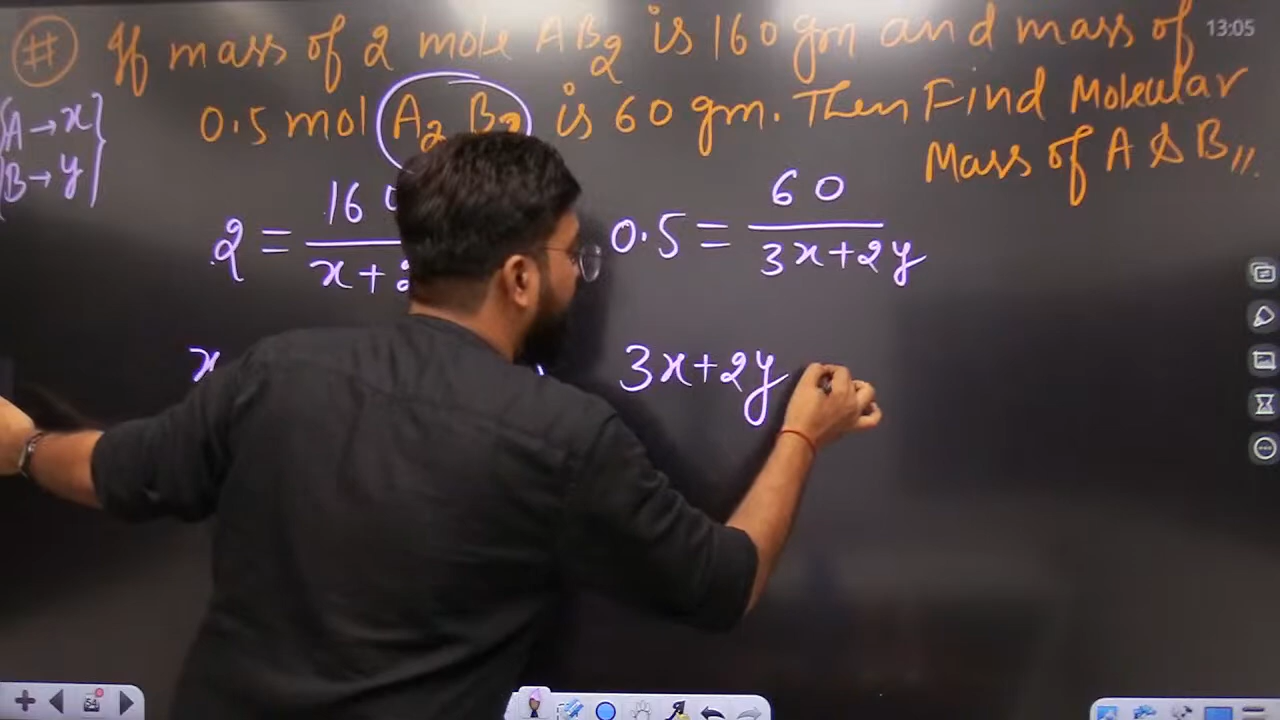 # If mass of 2 mole AB2 is 160 gm and mass of
13:05
0.5 mol A2 B2 is 60 gm. Then Find Molecular
Mass of A & B
{A→x}
{B→y}
2 = 160 / x+2
0.5 = 60 / 3x+2y
x
3x+2y
54